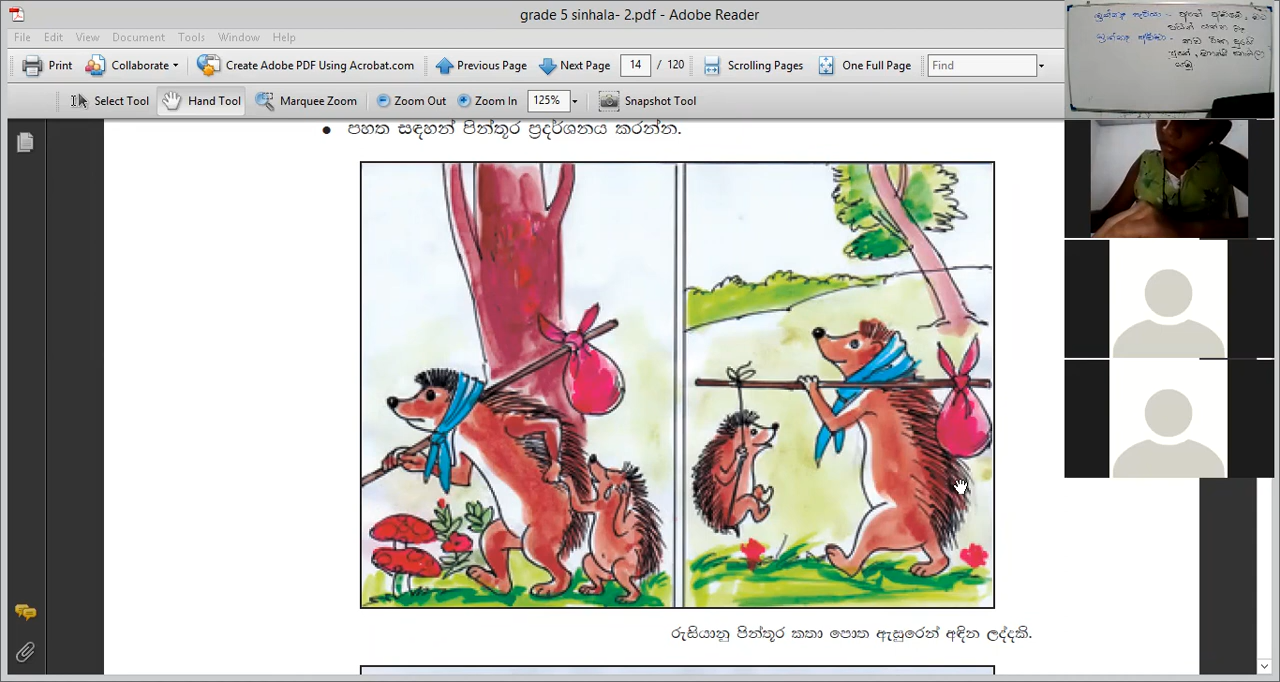 grade 5 sinhala- 2.pdf - Adobe Reader
File Edit View Document Tools Window Help
Print Collaborate Create Adobe PDF Using Acrobat.com Previous Page Next Page 14 / 120 Scrolling Pages One Full Page Find
Select Tool Hand Tool Marquee Zoom Zoom Out Zoom In 125% Snapshot Tool
● පහත සඳහන් පින්තූර ප්‍රදර්ශනය කරන්න.
රුසියානු පින්තූර කතා පොත ඇසුරෙන් අඳින ලද්දකි.